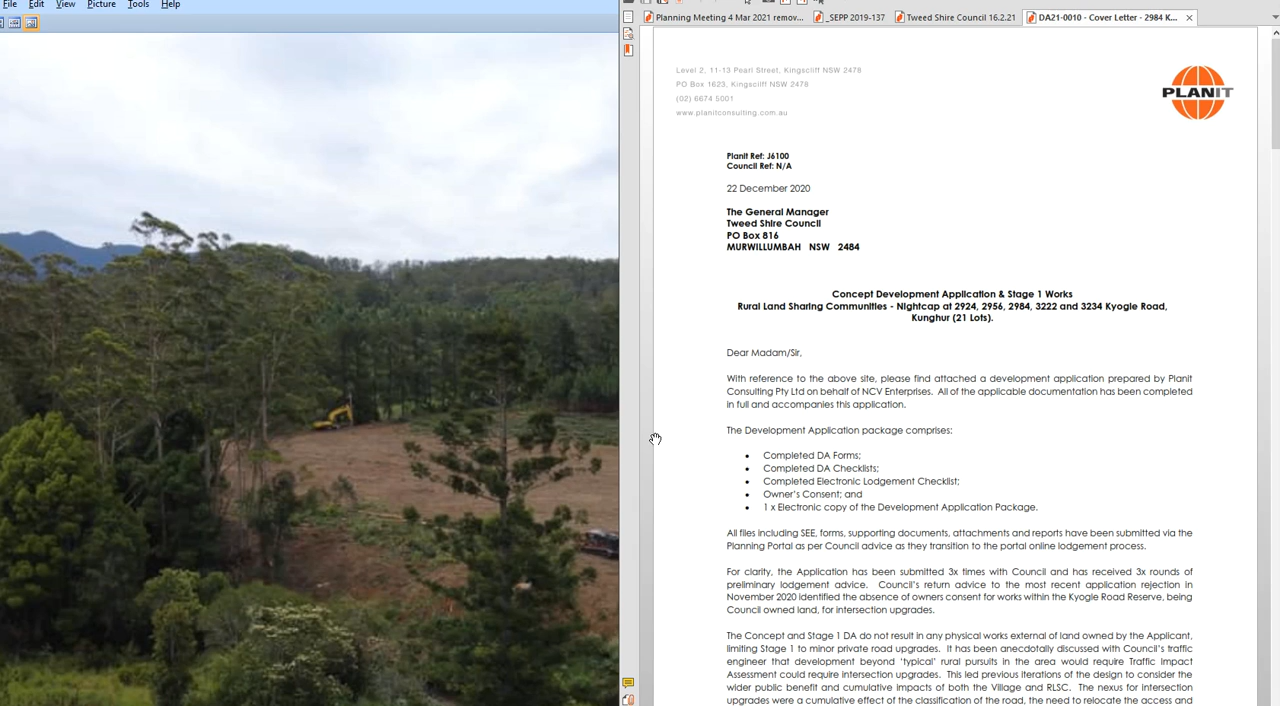 File Edit View Picture Tools Help
Planning Meeting 4 Mar 2021 remov... _SEPP 2019-137 Tweed Shire Council 16.2.21 DA21-0010 - Cover Letter - 2984 K...
Level 2, 11-13 Pearl Street, Kingscliff NSW 2478
PO Box 1623, Kingscliff NSW 2478
(02) 6674 5001
www.planitconsulting.com.au
PLANIT
Planit Ref: J6100
Council Ref: N/A
22 December 2020
The General Manager
Tweed Shire Council
PO Box 816
MURWILLUMBAH NSW 2484
Concept Development Application & Stage 1 Works
Rural Land Sharing Communities - Nightcap at 2924, 2956, 2984, 3222 and 3234 Kyogle Road,
Kunghur (21 Lots).
Dear Madam/Sir,
With reference to the above site, please find attached a development application prepared by Planit
Consulting Pty Ltd on behalf of NCV Enterprises. All of the applicable documentation has been completed
in full and accompanies this application.
The Development Application package comprises:
• Completed DA Forms;
• Completed DA Checklists;
• Completed Electronic Lodgement Checklist;
• Owner's Consent; and
• 1 x Electronic copy of the Development Application Package.
All files including SEE, forms, supporting documents, attachments and reports have been submitted via the
Planning Portal as per Council advice as they transition to the portal online lodgement process.
For clarity, the Application has been submitted 3x times with Council and has received 3x rounds of
preliminary lodgement advice. Council's return advice to the most recent application rejection in
November 2020 identified the absence of owners consent for works within the Kyogle Road Reserve, being
Council owned land, for intersection upgrades.
The Concept and Stage 1 DA do not result in any physical works external of land owned by the Applicant,
limiting Stage 1 to minor private road upgrades. It has been anecdotally discussed with Council's traffic
engineer that development beyond 'typical' rural pursuits in the area would require Traffic Impact
Assessment could require intersection upgrades. This led previous iterations of the design to consider the
wider public benefit and cumulative impacts of both the Village and RLSC. The nexus for intersection
upgrades were a cumulative effect of the classification of the road, the need to relocate the access and